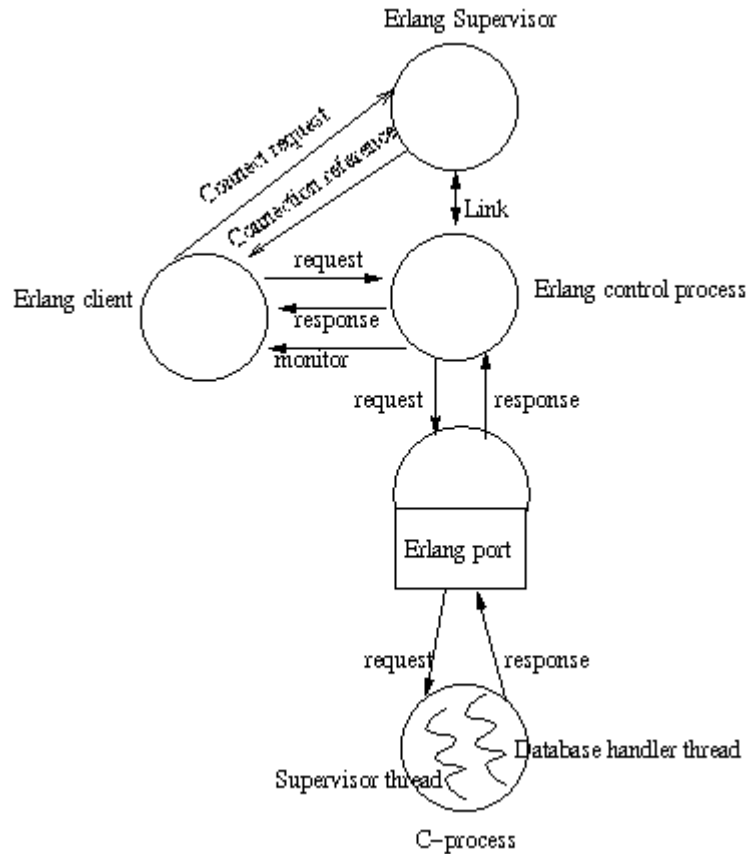 Erlang Supervisor
Connect request
Connection reference
Link
request
Erlang client
Erlang control process
response
monitor
request
response
Erlang port
request
response
Database handler thread
Supervisor thread
C-process